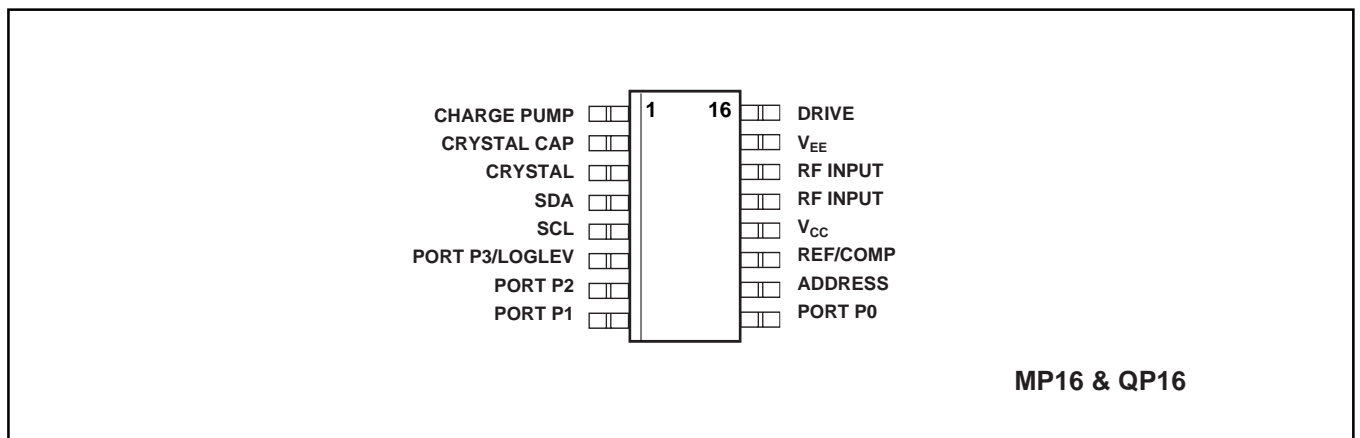 CHARGE PUMP 1 16 DRIVE
CRYSTAL CAP VEE
CRYSTAL RF INPUT
SDA RF INPUT
SCL VCC
PORT P3/LOGLEV REF/COMP
PORT P2 ADDRESS
PORT P1 PORT P0
MP16 & QP16